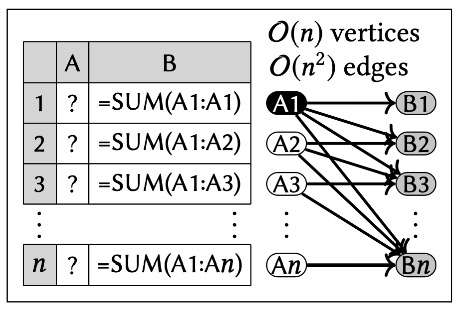 O(n) vertices
O(n²) edges
A B
1 ? =SUM(A1:A1) A1 B1
2 ? =SUM(A1:A2) A2 B2
3 ? =SUM(A1:A3) A3 B3
⋮ ⋮ ⋮ ⋮
n ? =SUM(A1:An) An Bn